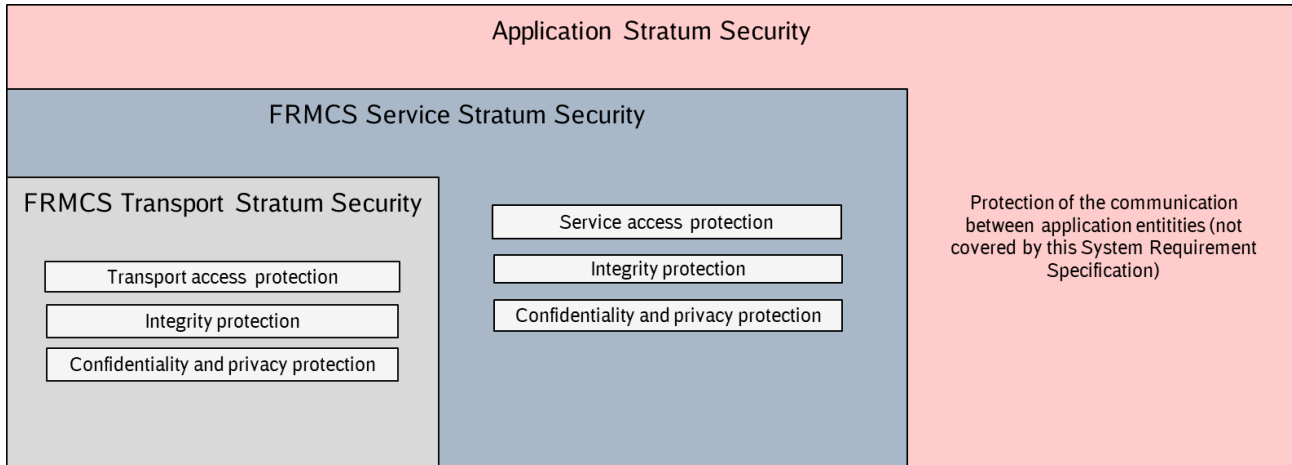 Application Stratum Security
FRMCS Service Stratum Security
FRMCS Transport Stratum Security
Transport access protection
Integrity protection
Confidentiality and privacy protection
Service access protection
Integrity protection
Confidentiality and privacy protection
Protection of the communication
between application entitities (not
covered by this System Requirement
Specification)